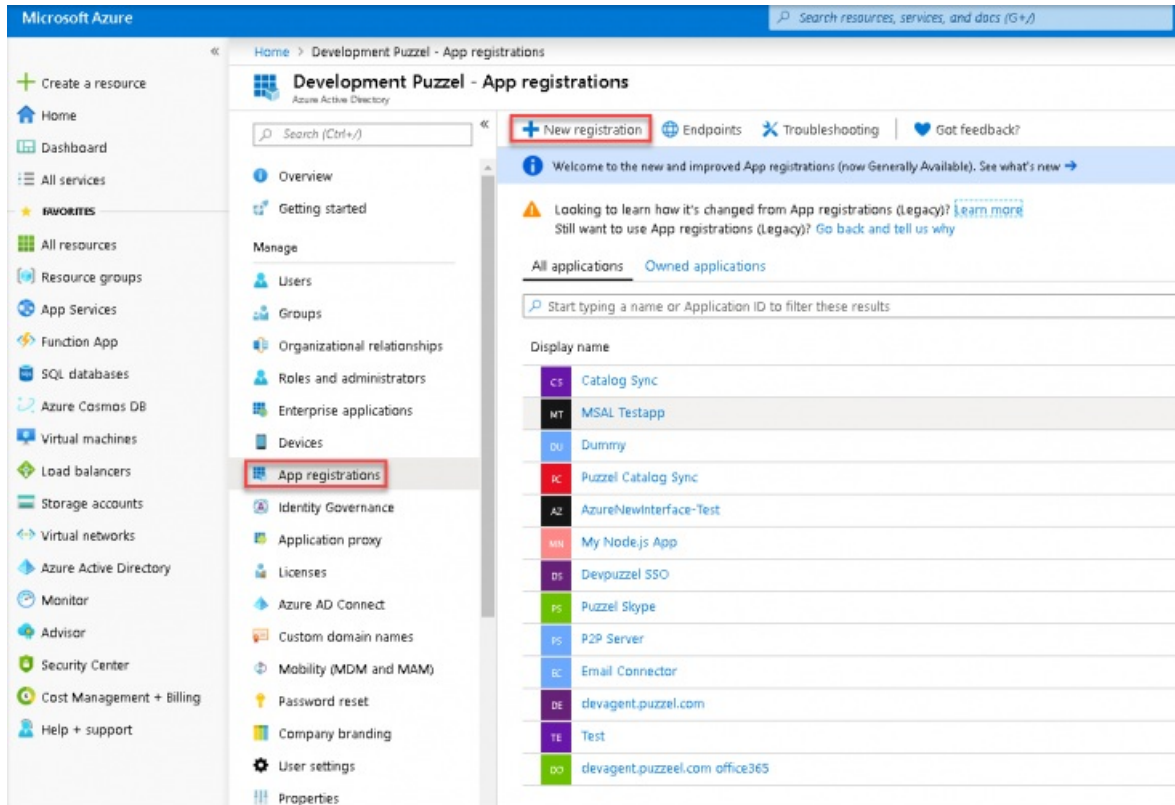 Microsoft Azure
Search resources, services, and docs (G+/)
«
Create a resource
Home
Dashboard
All services
FAVORITES
All resources
Resource groups
App Services
Function App
SQL databases
Azure Cosmos DB
Virtual machines
Load balancers
Storage accounts
Virtual networks
Azure Active Directory
Monitor
Advisor
Security Center
Cost Management + Billing
Help + support
Home > Development Puzzel - App registrations
Development Puzzel - App registrations
Azure Active Directory
Search (Ctrl+/)
«
Overview
Getting started
Manage
Users
Groups
Organizational relationships
Roles and administrators
Enterprise applications
Devices
App registrations
Identity Governance
Application proxy
Licenses
Azure AD Connect
Custom domain names
Mobility (MDM and MAM)
Password reset
Company branding
User settings
Properties
New registration Endpoints Troubleshooting Got feedback?
Welcome to the new and improved App registrations (now Generally Available). See what's new →
Looking to learn how it's changed from App registrations (Legacy)? Learn more
Still want to use App registrations (Legacy)? Go back and tell us why
All applications Owned applications
Start typing a name or Application ID to filter these results
Display name
CS Catalog Sync
MT MSAL Testapp
DU Dummy
PC Puzzel Catalog Sync
AZ AzureNewInterface-Test
MN My Node.js App
DS Devpuzzel SSO
PS Puzzel Skype
PS P2P Server
EC Email Connector
DE devagent.puzzel.com
TE Test
DO devagent.puzzeel.com office365